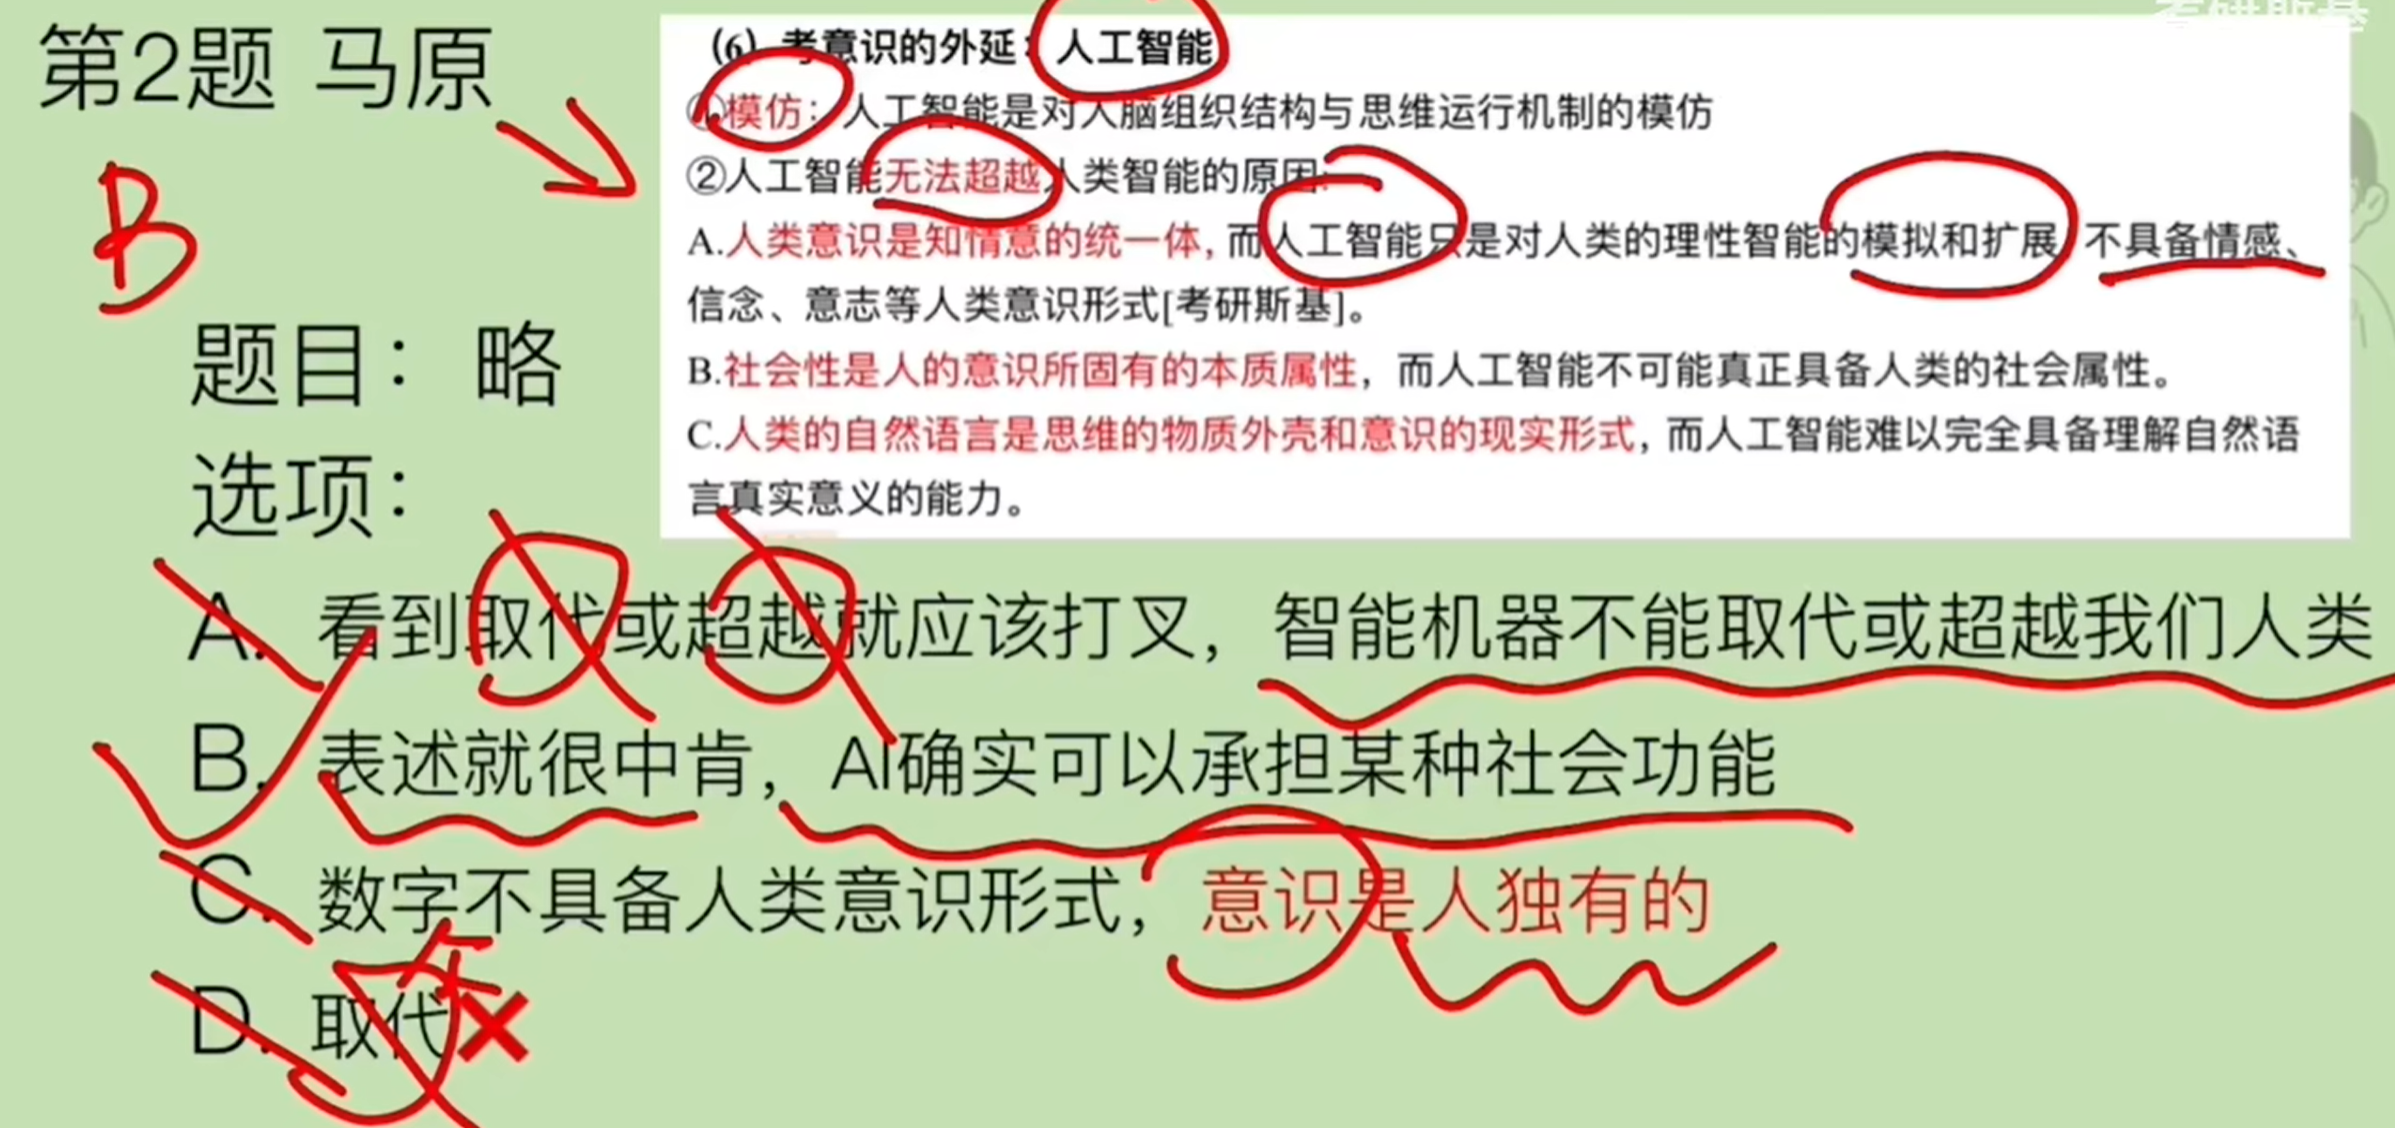 第2题 马原
考研斯基
(6) 考意识的外延：人工智能
①模仿：人工智能是对人脑组织结构与思维运行机制的模仿
②人工智能无法超越人类智能的原因：
A.人类意识是知情意的统一体，而人工智能只是对人类的理性智能的模拟和扩展 不具备情感、
信念、意志等人类意识形式[考研斯基]。
B.社会性是人的意识所固有的本质属性，而人工智能不可能真正具备人类的社会属性。
C.人类的自然语言是思维的物质外壳和意识的现实形式，而人工智能难以完全具备理解自然语
言真实意义的能力。
B
题目：略
选项：
A. 看到取代或超越就应该打叉，智能机器不能取代或超越我们人类
B. 表述就很中肯，AI确实可以承担某种社会功能
C. 数字不具备人类意识形式，意识是人独有的
D. 取代❌